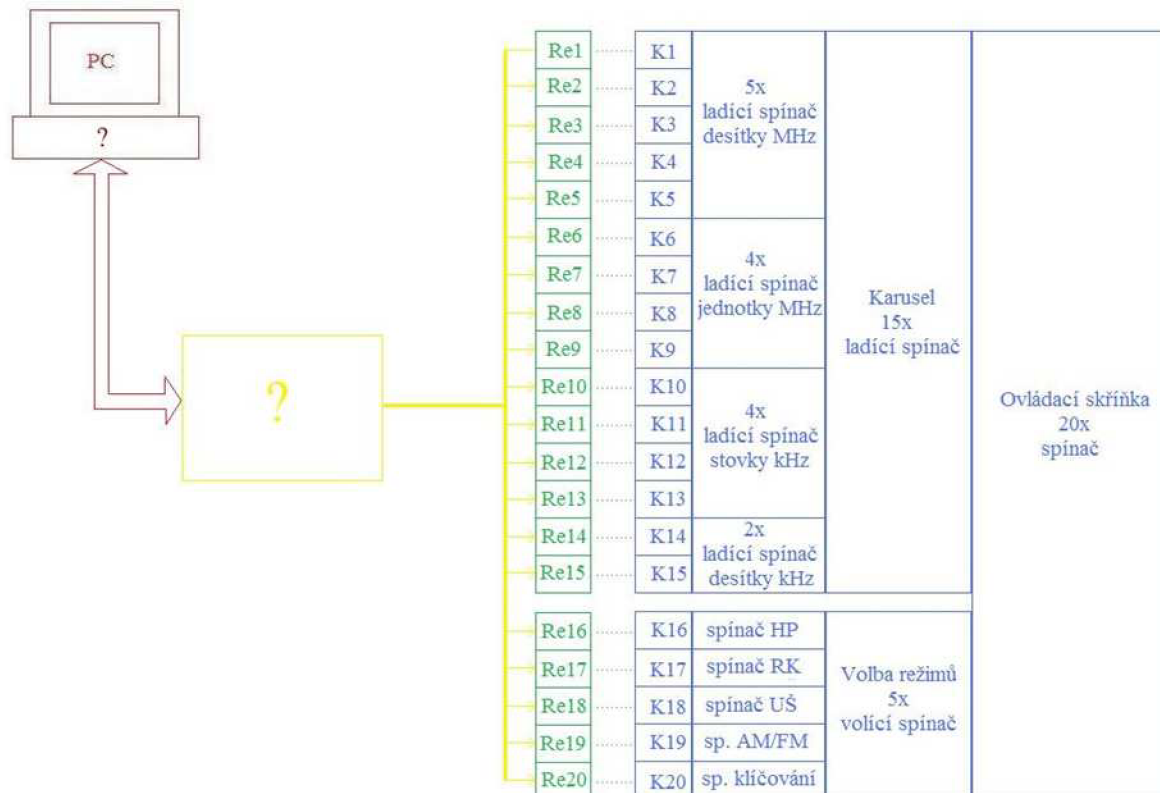 PC
?
?
Re1
Re2
Re3
Re4
Re5
Re6
Re7
Re8
Re9
Re10
Re11
Re12
Re13
Re14
Re15
Re16
Re17
Re18
Re19
Re20
K1
K2
K3
K4
K5
K6
K7
K8
K9
K10
K11
K12
K13
K14
K15
K16
K17
K18
K19
K20
5x
ladící spínač
desítky MHz
4x
ladící spínač
jednotky MHz
4x
ladící spínač
stovky kHz
2x
ladící spínač
desítky kHz
spínač HP
spínač RK
spínač UŠ
sp. AM/FM
sp. klíčování
Karusel
15x
ladící spínač
Volba režimů
5x
volící spínač
Ovládací skříňka
20x
spínač